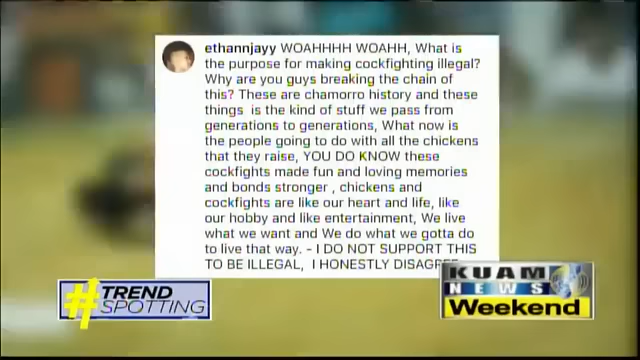 ethannjayy WOAHHHH WOAHH, What is
the purpose for making cockfighting illegal?
Why are you guys breaking the chain of
this? These are chamorro history and these
things is the kind of stuff we pass from
generations to generations, What now is
the people going to do with all the chickens
that they raise, YOU DO KNOW these
cockfights made fun and loving memories
and bonds stronger , chickens and
cockfights are like our heart and life, like
our hobby and like entertainment, We live
what we want and We do what we gotta do
to live that way. - I DO NOT SUPPORT THIS
TO BE ILLEGAL, I HONESTLY
# TREND
SPOTTING
KUAM
NEWS
Weekend